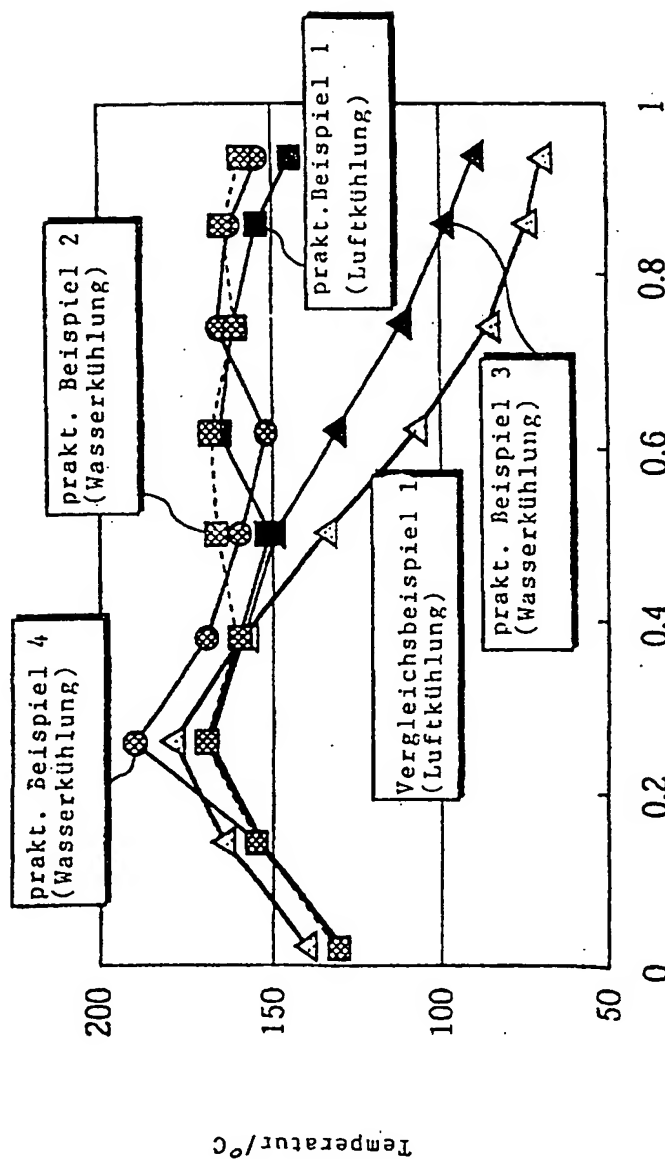 prakt. Beispiel 4
(Wasserkühlung)
prakt. Beispiel 2
(Wasserkühlung)
prakt.Beispiel 1
(Luftkühlung)
Vergleichsbeispiel 1
(Luftkühlung)
prakt. Beispiel 3
(Wasserkühlung)
Temperatur/°C
200
150
100
50
0
0.2
0.4
0.6
0.8
1